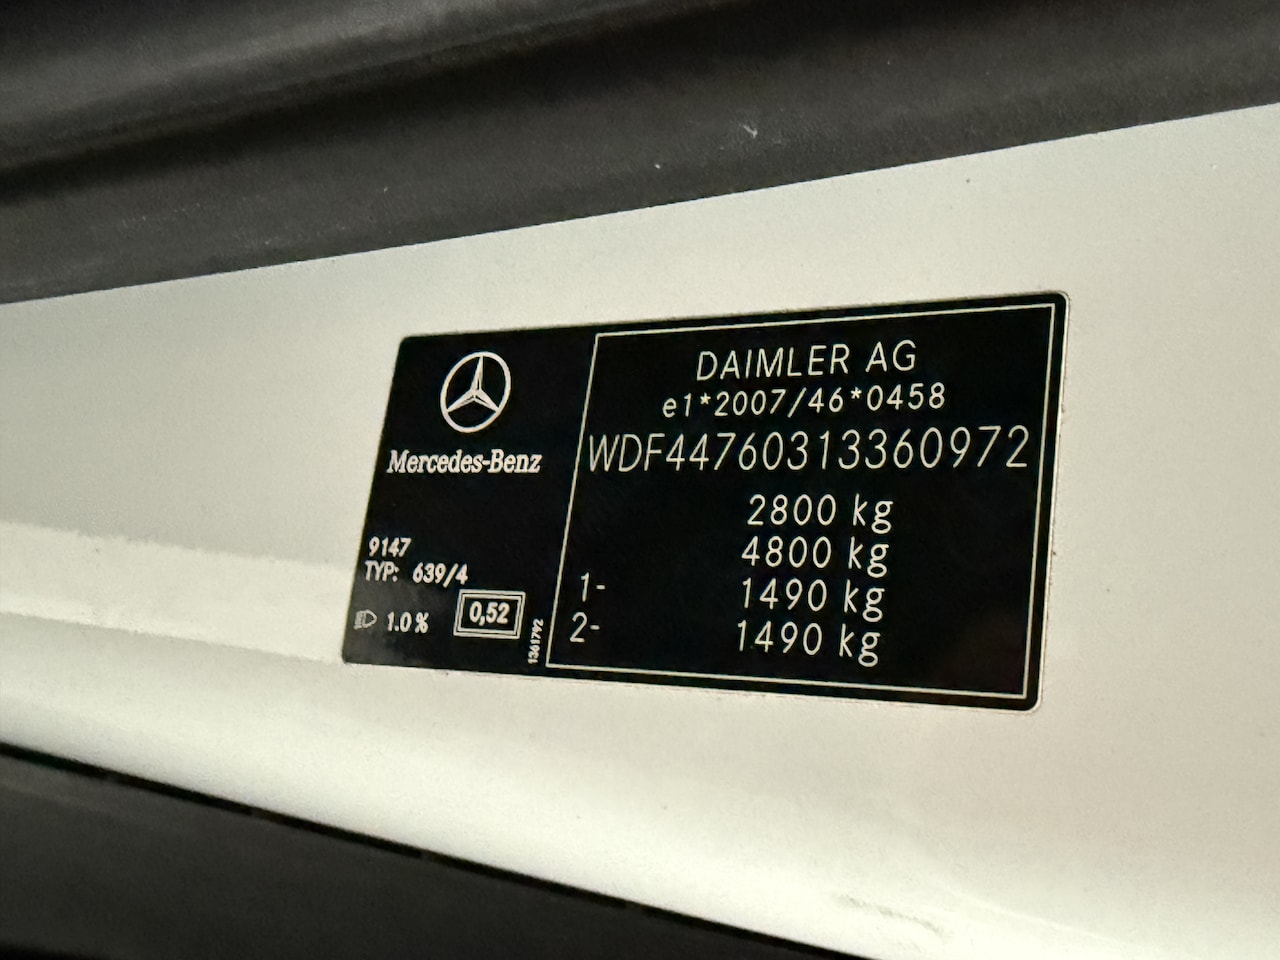 Mercedes-Benz
9147
TYP: 639/4
1.0 %
0,52
1361792
DAIMLER AG
e1*2007/46*0458
WDF44760313360972
2800 kg
4800 kg
1- 1490 kg
2- 1490 kg